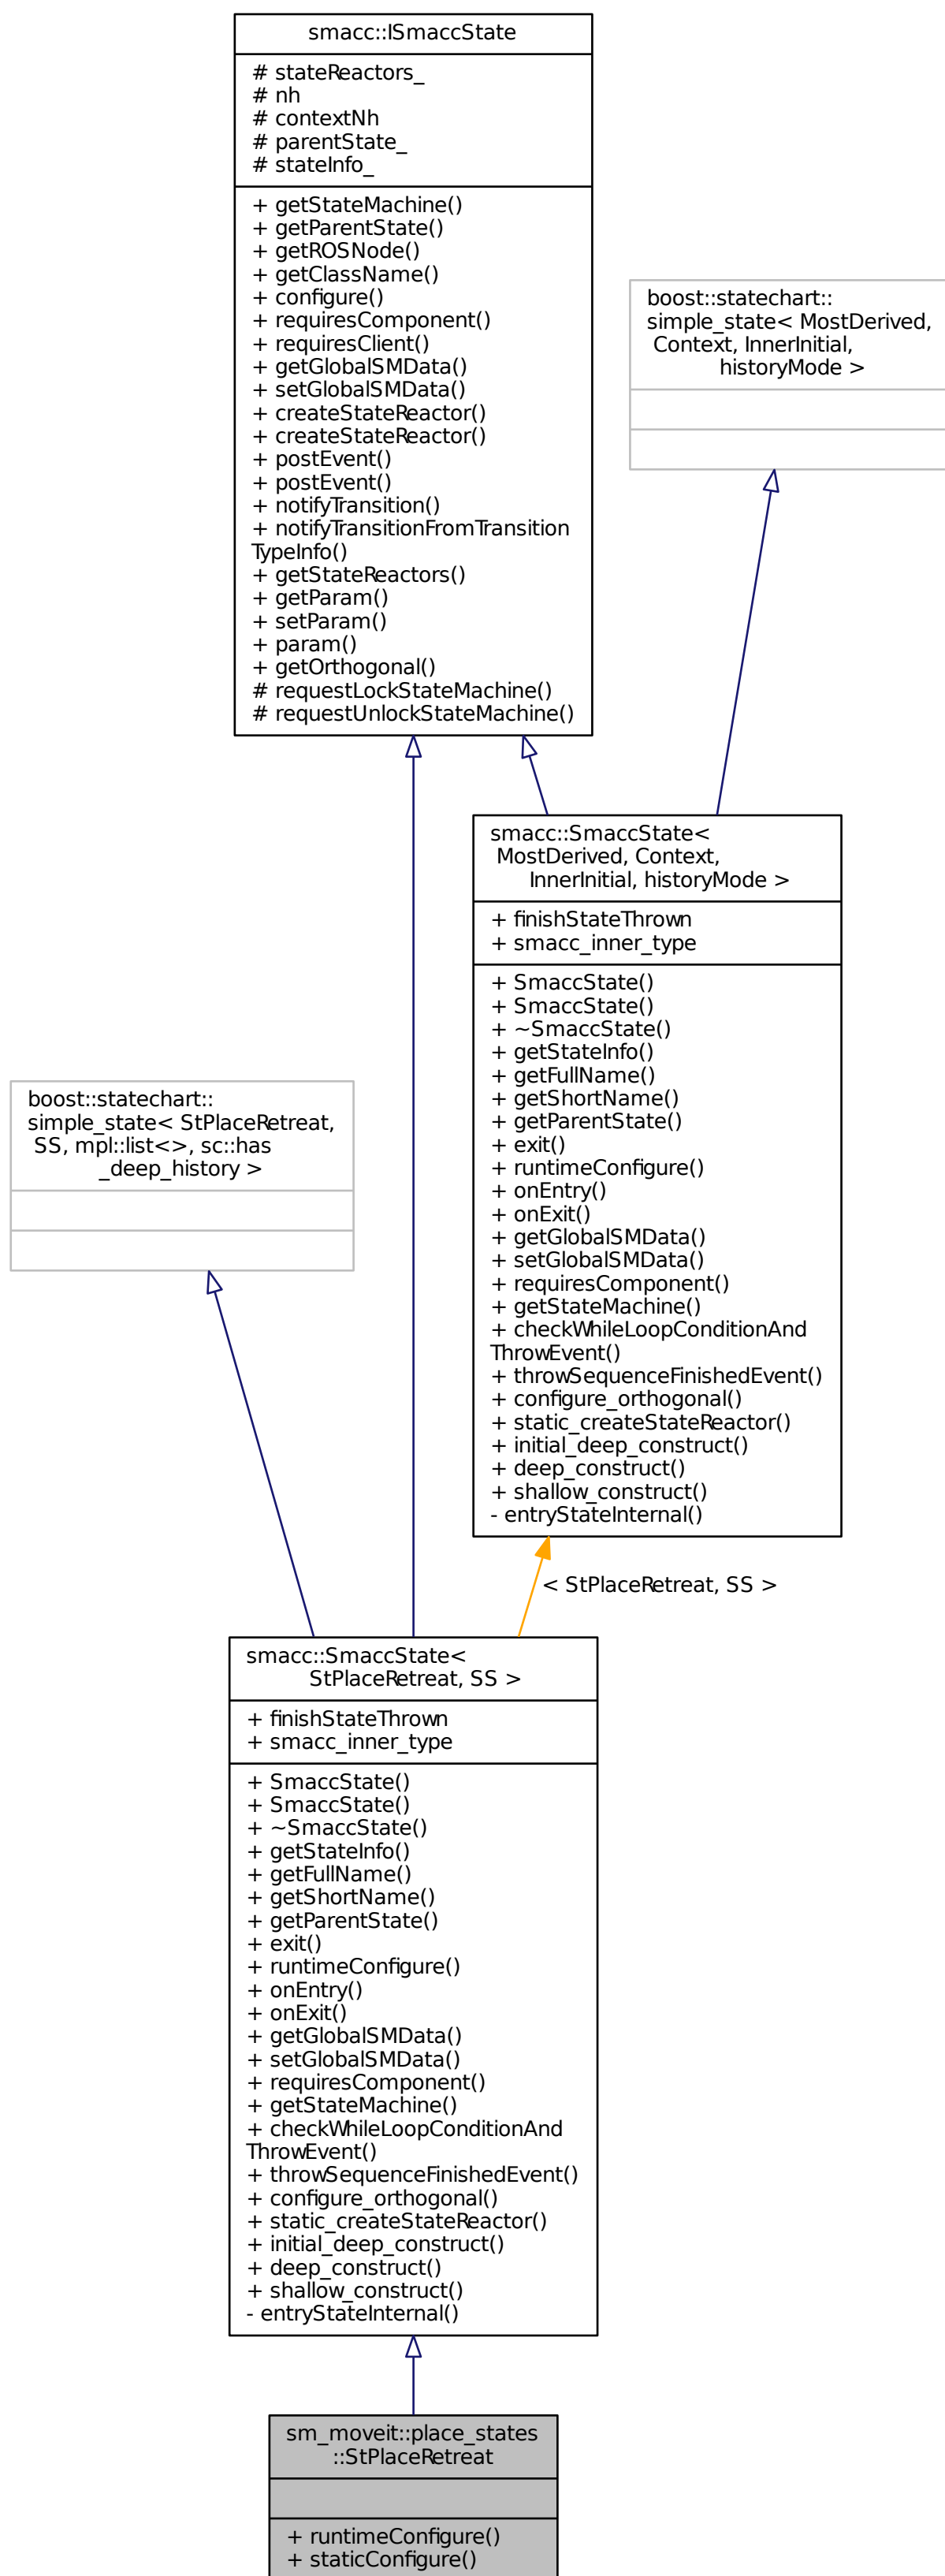 smacc::ISmaccState
# stateReactors_
# nh
# contextNh
# parentState_
# stateInfo_
+ getStateMachine()
+ getParentState()
+ getROSNode()
+ getClassName()
+ configure()
+ requiresComponent()
+ requiresClient()
+ getGlobalSMData()
+ setGlobalSMData()
+ createStateReactor()
+ createStateReactor()
+ postEvent()
+ postEvent()
+ notifyTransition()
+ notifyTransitionFromTransition
TypeInfo()
+ getStateReactors()
+ getParam()
+ setParam()
+ param()
+ getOrthogonal()
# requestLockStateMachine()
# requestUnlockStateMachine()
boost::statechart::
simple_state< MostDerived,
Context, InnerInitial,
historyMode >
smacc::SmaccState<
MostDerived, Context,
InnerInitial, historyMode >
+ finishStateThrown
+ smacc_inner_type
+ SmaccState()
+ SmaccState()
+ ~SmaccState()
+ getStateInfo()
+ getFullName()
+ getShortName()
+ getParentState()
+ exit()
+ runtimeConfigure()
+ onEntry()
+ onExit()
+ getGlobalSMData()
+ setGlobalSMData()
+ requiresComponent()
+ getStateMachine()
+ checkWhileLoopConditionAnd
ThrowEvent()
+ throwSequenceFinishedEvent()
+ configure_orthogonal()
+ static_createStateReactor()
+ initial_deep_construct()
+ deep_construct()
+ shallow_construct()
- entryStateInternal()
boost::statechart::
simple_state< StPlaceRetreat,
SS, mpl::list<>, sc::has
_deep_history >
< StPlaceRetreat, SS >
smacc::SmaccState<
StPlaceRetreat, SS >
+ finishStateThrown
+ smacc_inner_type
+ SmaccState()
+ SmaccState()
+ ~SmaccState()
+ getStateInfo()
+ getFullName()
+ getShortName()
+ getParentState()
+ exit()
+ runtimeConfigure()
+ onEntry()
+ onExit()
+ getGlobalSMData()
+ setGlobalSMData()
+ requiresComponent()
+ getStateMachine()
+ checkWhileLoopConditionAnd
ThrowEvent()
+ throwSequenceFinishedEvent()
+ configure_orthogonal()
+ static_createStateReactor()
+ initial_deep_construct()
+ deep_construct()
+ shallow_construct()
- entryStateInternal()
sm_moveit::place_states
::StPlaceRetreat
+ runtimeConfigure()
+ staticConfigure()